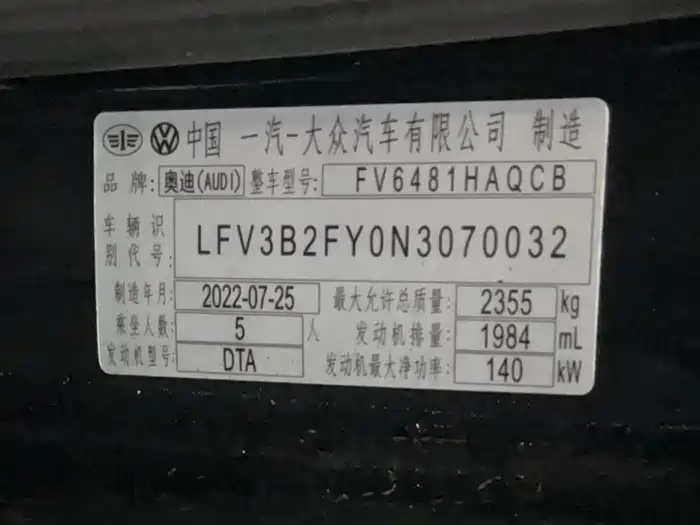 中国 一汽-大众汽车有限公司 制造
品牌: 奥迪(AUDI) 整车型号: FV6481HAQCB
车辆识别代号: LFV3B2FY0N3070032
制造年月: 2022-07-25 最大允许总质量: 2355 kg
乘坐人数: 5 人 发动机排量: 1984 mL
发动机型号: DTA 发动机最大净功率: 140 kW